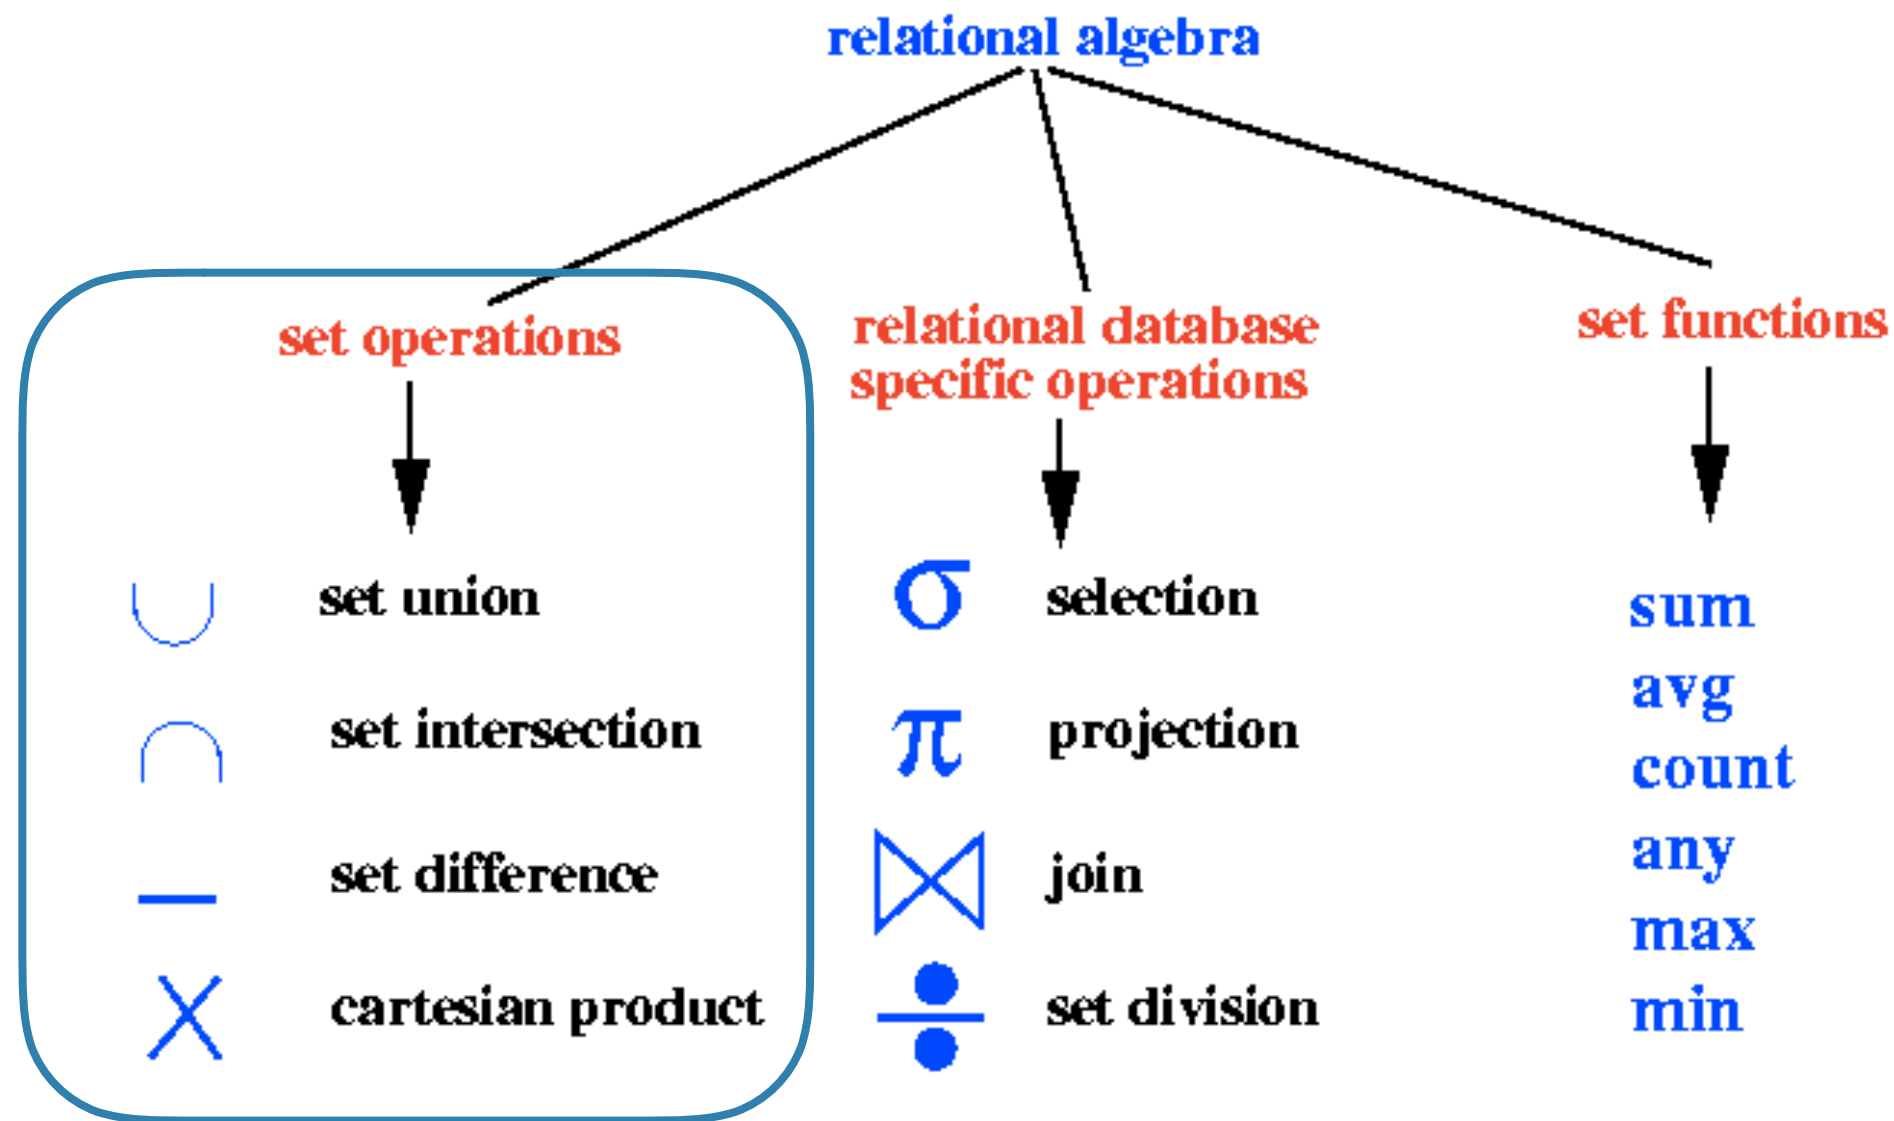 relational algebra
set operations
∪ set union
∩ set intersection
− set difference
× cartesian product
relational database
specific operations
σ selection
π projection
⋈ join
÷ set division
set functions
sum
avg
count
any
max
min